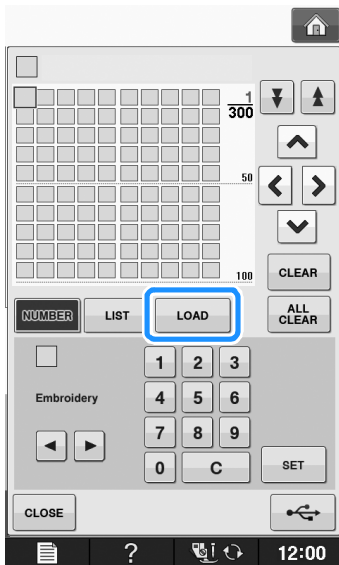 1
300
50
100
CLEAR
NUMBER LIST LOAD ALL CLEAR
1 2 3
Embroidery 4 5 6
7 8 9
0 C SET
CLOSE
? 12:00